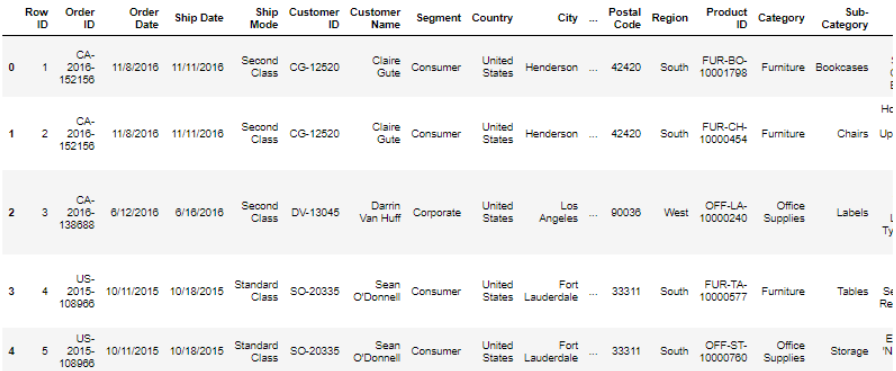 Row ID Order ID Order Date Ship Date Ship Mode Customer ID Customer Name Segment Country City ... Postal Code Region Product ID Category Sub-Category
0 1 CA-2016-152156 11/8/2016 11/11/2016 Second Class CG-12520 Claire Gute Consumer United States Henderson ... 42420 South FUR-BO-10001798 Furniture Bookcases
1 2 CA-2016-152156 11/8/2016 11/11/2016 Second Class CG-12520 Claire Gute Consumer United States Henderson ... 42420 South FUR-CH-10000454 Furniture Chairs Up
2 3 CA-2016-138688 6/12/2016 6/16/2016 Second Class DV-13045 Darrin Van Huff Corporate United States Los Angeles ... 90036 West OFF-LA-10000240 Office Supplies Labels Ty
3 4 US-2015-108966 10/11/2015 10/18/2015 Standard Class SO-20335 Sean O'Donnell Consumer United States Fort Lauderdale ... 33311 South FUR-TA-10000577 Furniture Tables Se Re
4 5 US-2015-108966 10/11/2015 10/18/2015 Standard Class SO-20335 Sean O'Donnell Consumer United States Fort Lauderdale ... 33311 South OFF-ST-10000760 Office Supplies Storage 'N